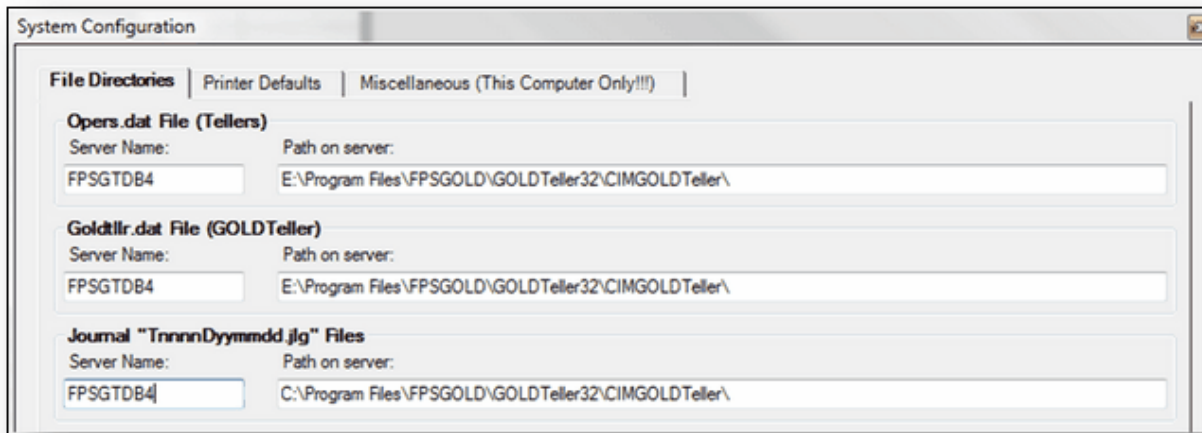 System Configuration
File Directories Printer Defaults Miscellaneous (This Computer Only!!!)
Opers.dat File (Tellers)
Server Name: Path on server:
FPSGTDB4 E:\Program Files\FPSGOLD\GOLDTeller32\CIMGOLDTeller\
Goldtllr.dat File (GOLDTeller)
Server Name: Path on server:
FPSGTDB4 E:\Program Files\FPSGOLD\GOLDTeller32\CIMGOLDTeller\
Journal "TnnnnDyymmdd.jlg" Files
Server Name: Path on server:
FPSGTDB4 C:\Program Files\FPSGOLD\GOLDTeller32\CIMGOLDTeller\